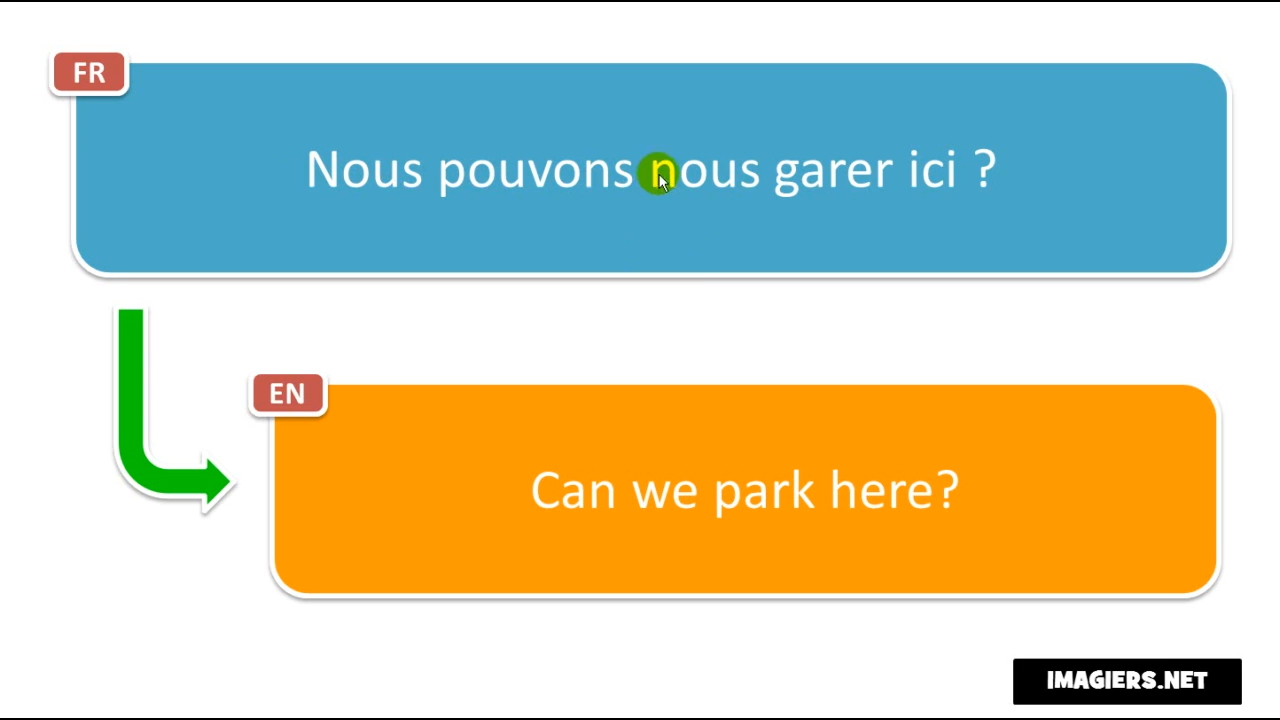 FR
Nous pouvons nous garer ici ?
EN
Can we park here?
IMAGIERS.NET